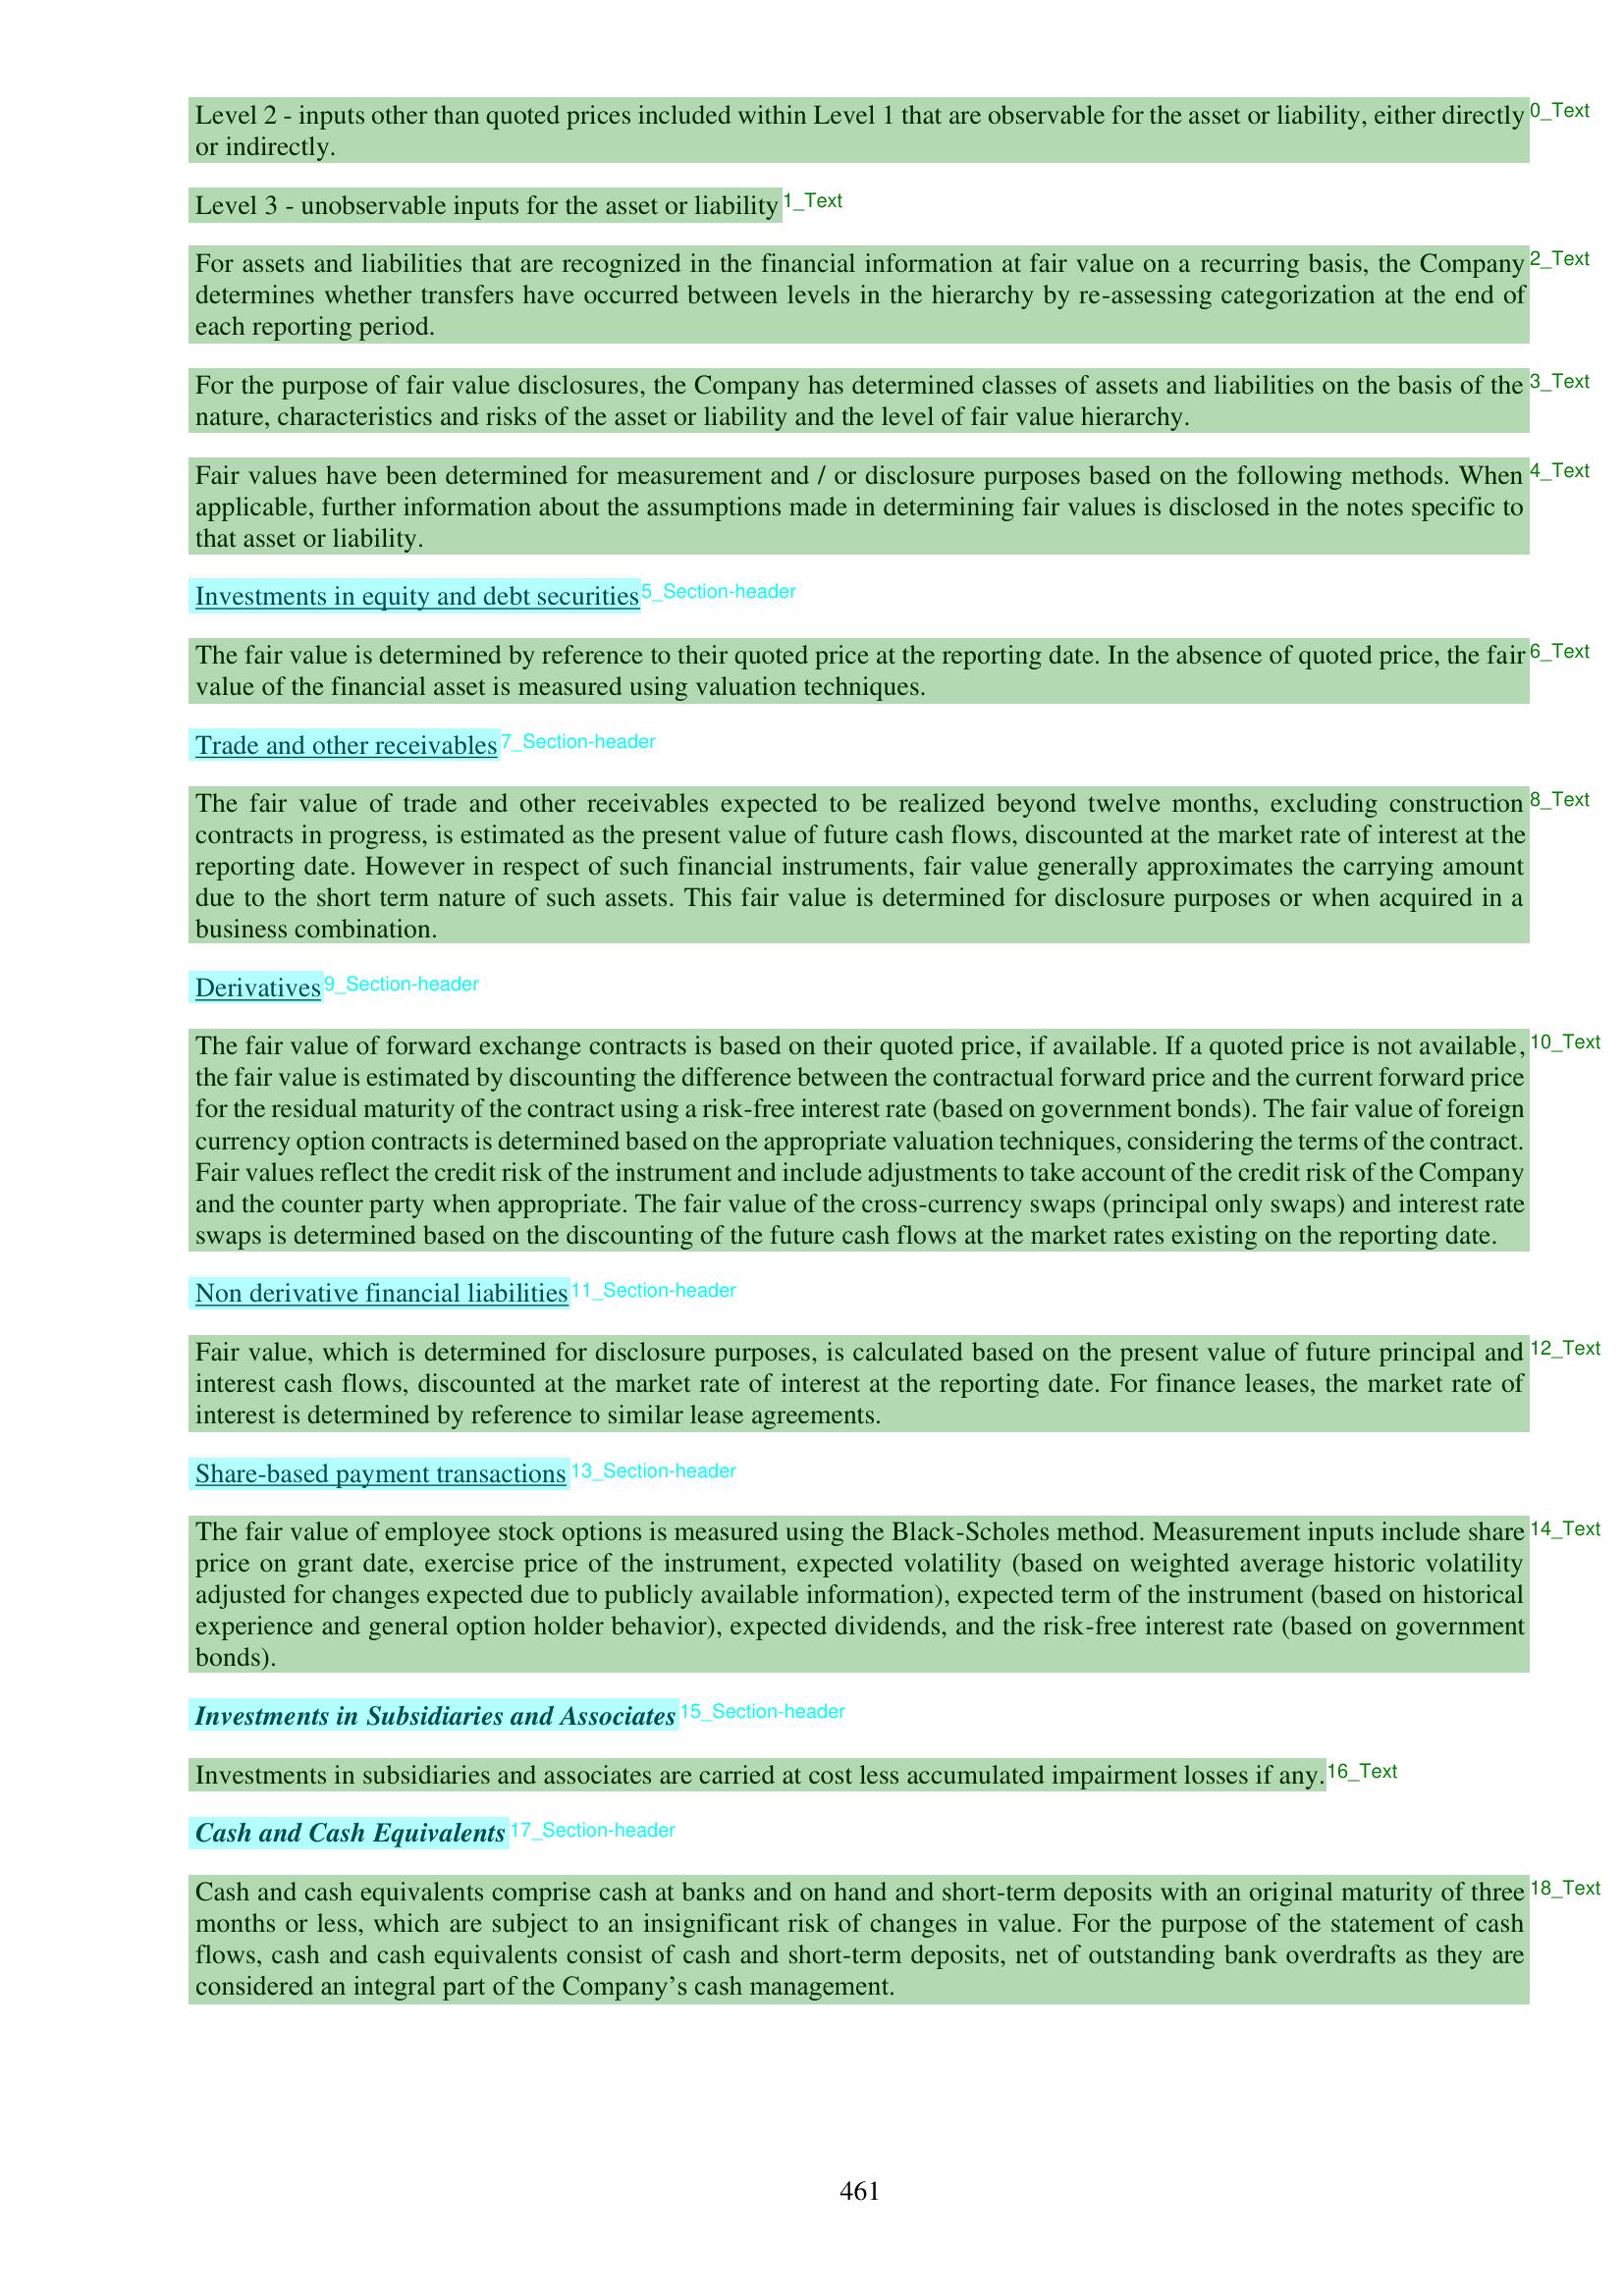 Level 2 - inputs other than quoted prices included within Level 1 that are observable for the asset or liability, either directly 0_Text
or indirectly.
Level 3 - unobservable inputs for the asset or liability 1_Text
For assets and liabilities that are recognized in the financial information at fair value on a recurring basis, the Company 2_Text
determines whether transfers have occurred between levels in the hierarchy by re-assessing categorization at the end of
each reporting period.
For the purpose of fair value disclosures, the Company has determined classes of assets and liabilities on the basis of the 3_Text
nature, characteristics and risks of the asset or liability and the level of fair value hierarchy.
Fair values have been determined for measurement and / or disclosure purposes based on the following methods. When 4_Text
applicable, further information about the assumptions made in determining fair values is disclosed in the notes specific to
that asset or liability.
Investments in equity and debt securities 5_Section-header
The fair value is determined by reference to their quoted price at the reporting date. In the absence of quoted price, the fair 6_Text
value of the financial asset is measured using valuation techniques.
Trade and other receivables 7_Section-header
The fair value of trade and other receivables expected to be realized beyond twelve months, excluding construction 8_Text
contracts in progress, is estimated as the present value of future cash flows, discounted at the market rate of interest at the
reporting date. However in respect of such financial instruments, fair value generally approximates the carrying amount
due to the short term nature of such assets. This fair value is determined for disclosure purposes or when acquired in a
business combination.
Derivatives 9_Section-header
The fair value of forward exchange contracts is based on their quoted price, if available. If a quoted price is not available, 10_Text
the fair value is estimated by discounting the difference between the contractual forward price and the current forward price
for the residual maturity of the contract using a risk-free interest rate (based on government bonds). The fair value of foreign
currency option contracts is determined based on the appropriate valuation techniques, considering the terms of the contract.
Fair values reflect the credit risk of the instrument and include adjustments to take account of the credit risk of the Company
and the counter party when appropriate. The fair value of the cross-currency swaps (principal only swaps) and interest rate
swaps is determined based on the discounting of the future cash flows at the market rates existing on the reporting date.
Non derivative financial liabilities 11_Section-header
Fair value, which is determined for disclosure purposes, is calculated based on the present value of future principal and 12_Text
interest cash flows, discounted at the market rate of interest at the reporting date. For finance leases, the market rate of
interest is determined by reference to similar lease agreements.
Share-based payment transactions 13_Section-header
The fair value of employee stock options is measured using the Black-Scholes method. Measurement inputs include share 14_Text
price on grant date, exercise price of the instrument, expected volatility (based on weighted average historic volatility
adjusted for changes expected due to publicly available information), expected term of the instrument (based on historical
experience and general option holder behavior), expected dividends, and the risk-free interest rate (based on government
bonds).
Investments in Subsidiaries and Associates 15_Section-header
Investments in subsidiaries and associates are carried at cost less accumulated impairment losses if any. 16_Text
Cash and Cash Equivalents 17_Section-header
Cash and cash equivalents comprise cash at banks and on hand and short-term deposits with an original maturity of three 18_Text
months or less, which are subject to an insignificant risk of changes in value. For the purpose of the statement of cash
flows, cash and cash equivalents consist of cash and short-term deposits, net of outstanding bank overdrafts as they are
considered an integral part of the Company’s cash management.
461